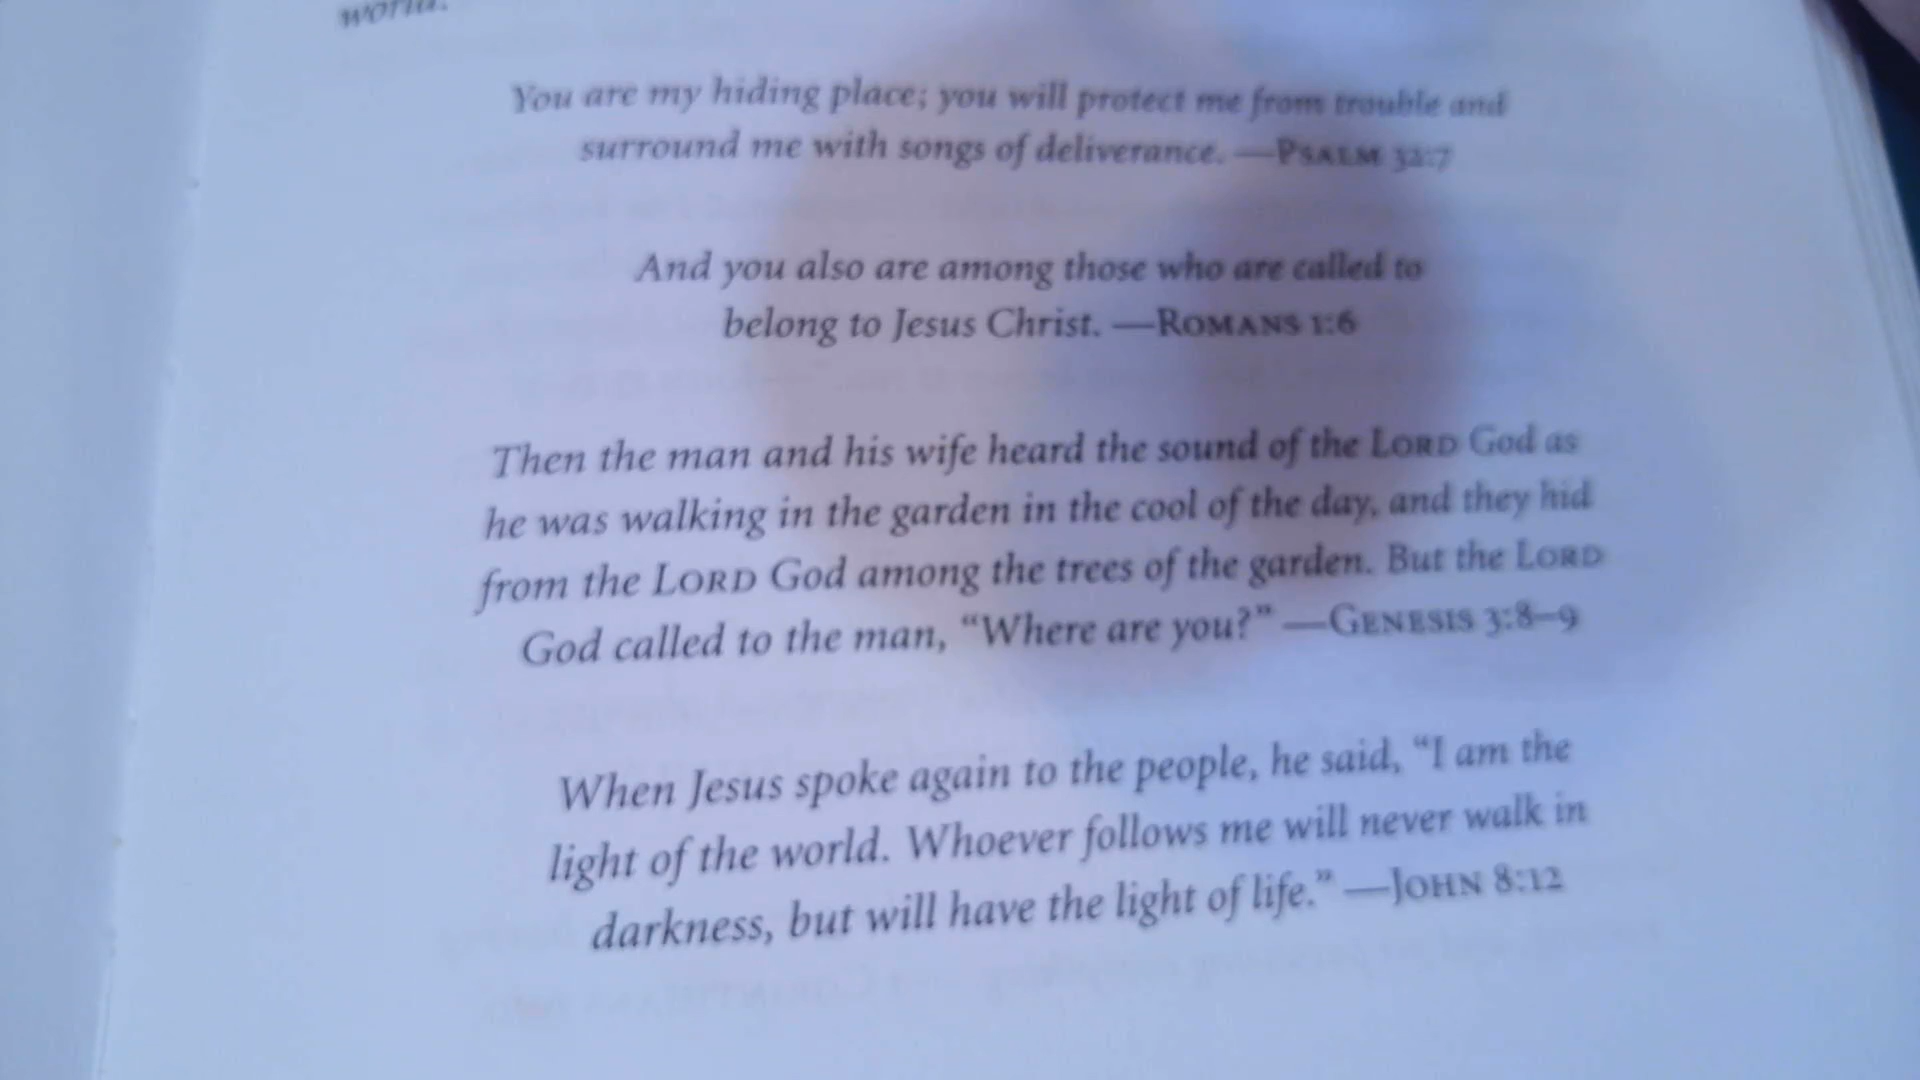 world.
You are my hiding place; you will protect me from trouble and
surround me with songs of deliverance. —PSALM 32:7
And you also are among those who are called to
belong to Jesus Christ. —ROMANS 1:6
Then the man and his wife heard the sound of the LORD God as
he was walking in the garden in the cool of the day, and they hid
from the LORD God among the trees of the garden. But the LORD
God called to the man, “Where are you?” —GENESIS 3:8–9
When Jesus spoke again to the people, he said, “I am the
light of the world. Whoever follows me will never walk in
darkness, but will have the light of life.” —JOHN 8:12